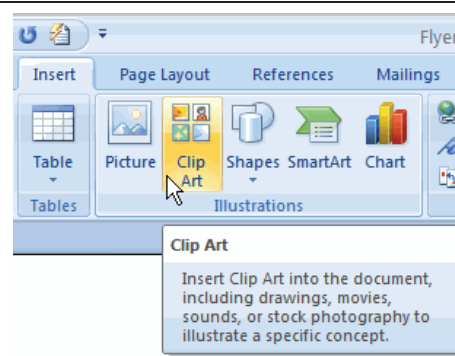 Flyer
Insert Page Layout References Mailings
Table Picture Clip Art Shapes SmartArt Chart
Tables Illustrations
Clip Art
Insert Clip Art into the document,
including drawings, movies,
sounds, or stock photography to
illustrate a specific concept.